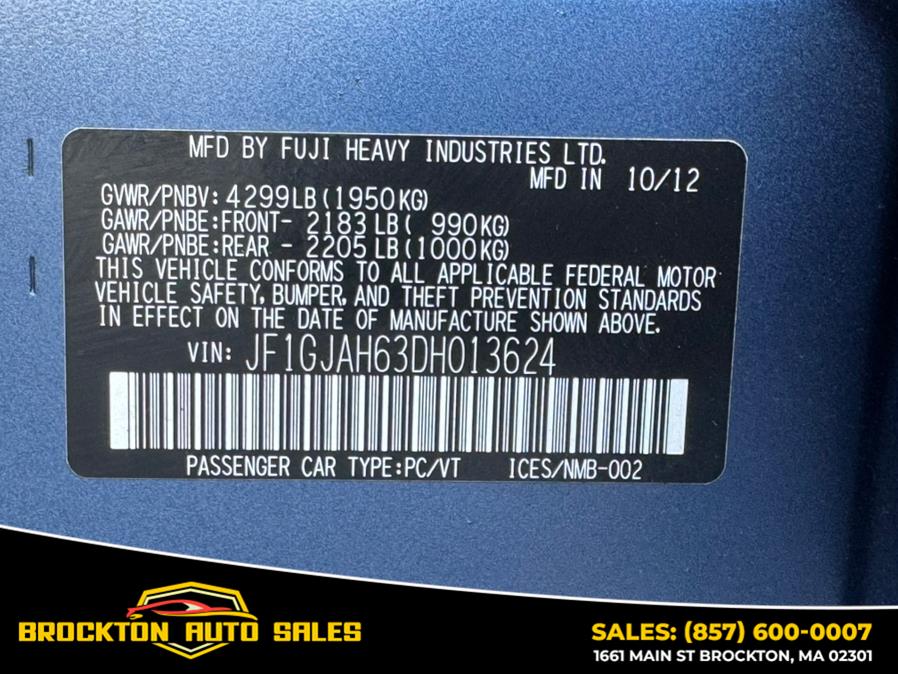 MFD BY FUJI HEAVY INDUSTRIES LTD.
MFD IN 10/12
GVWR/PNBV: 4299LB(1950KG)
GAWR/PNBE:FRONT- 2183LB( 990KG)
GAWR/PNBE:REAR - 2205LB(1000KG)
THIS VEHICLE CONFORMS TO ALL APPLICABLE FEDERAL MOTOR
VEHICLE SAFETY, BUMPER, AND THEFT PREVENTION STANDARDS
IN EFFECT ON THE DATE OF MANUFACTURE SHOWN ABOVE.
VIN: JF1GJAH63DH013624
PASSENGER CAR TYPE:PC/VT ICES/NMB-002
BROCKTON AUTO SALES
SALES: (857) 600-0007
1661 MAIN ST BROCKTON, MA 02301